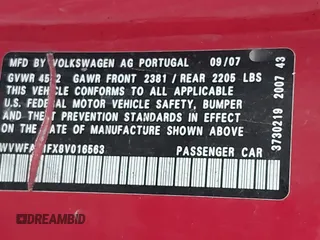 MFD BY VOLKSWAGEN AG PORTUGAL 09/07
GAWR FRONT 2381 / REAR 2205 LBS
THIS VEHICLE CONFORMS TO ALL APPLICABLE
U.S. FEDERAL MOTOR VEHICLE SAFETY, BUMPER
AND THEFT PREVENTION STANDARDS IN EFFECT
ON THE DATE OF MANUFACTURE SHOWN ABOVE.
PASSENGER CAR
3730219 2007 43
DREAMBID